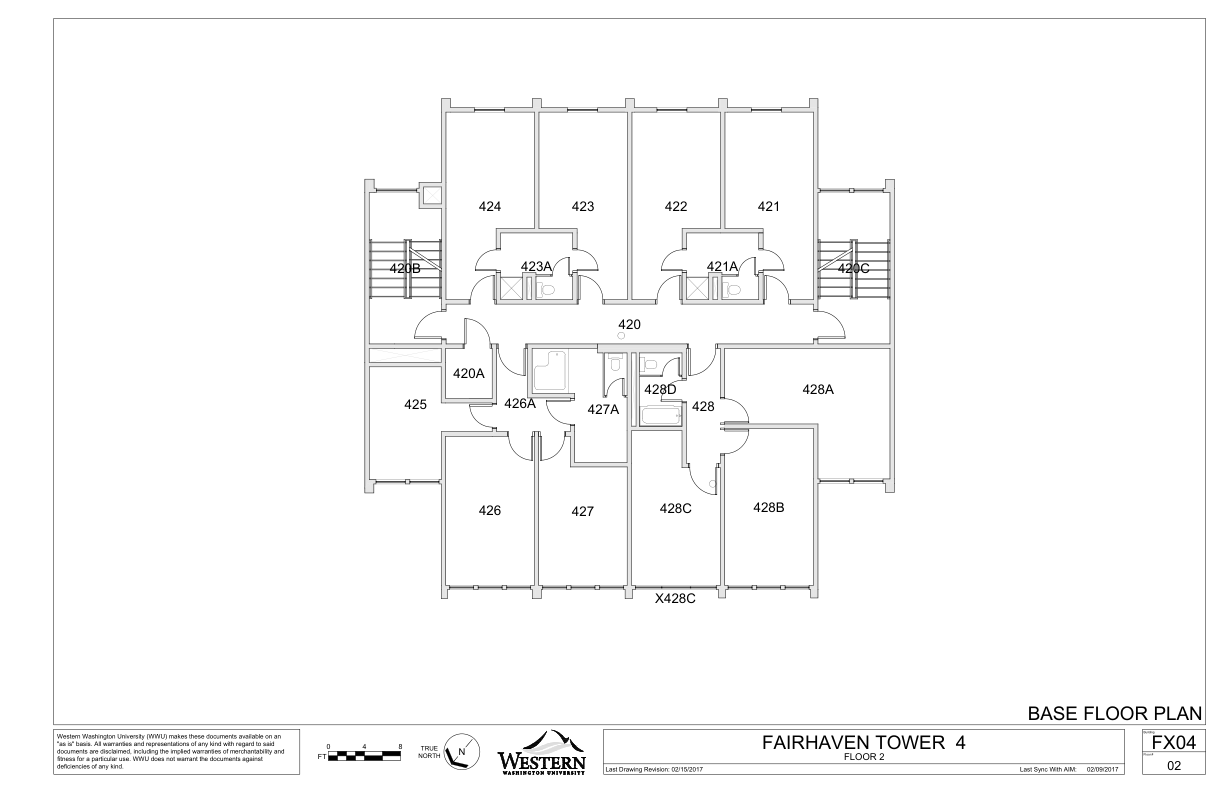 424
423
422
421
423A
421A
420B
420C
420
420A
428D
428A
425
426A
427A
428
426
427
428C
428B
X428C
BASE FLOOR PLAN
Western Washington University (WWU) makes these documents available on an
"as is" basis. All warranties and representations of any kind with regard to said
documents are disclaimed, including the implied warranties of merchantability and
fitness for a particular use. WWU does not warrant the documents against
deficiencies of any kind.
0 4 8
FT
TRUE
NORTH
N
WESTERN
WASHINGTON UNIVERSITY
FAIRHAVEN TOWER 4
FLOOR 2
Last Drawing Revision: 02/15/2017
Last Sync With AIM: 02/09/2017
FX04
02